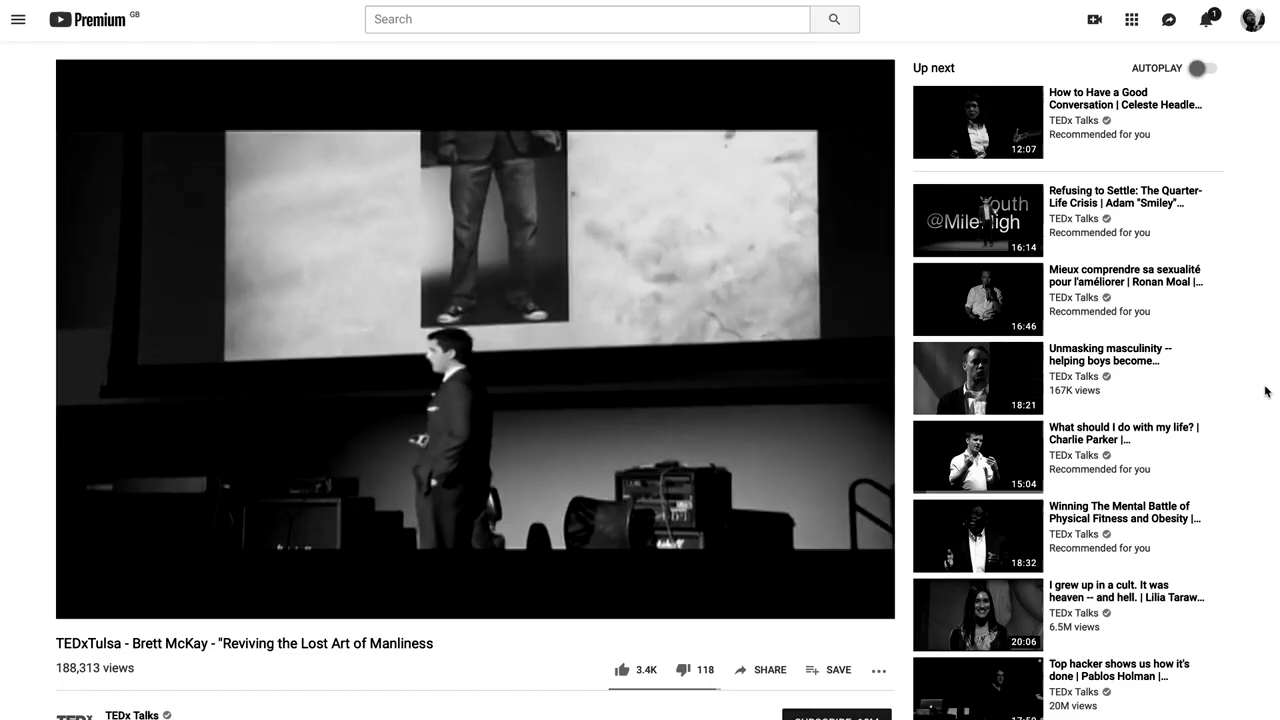 Premium GB
Search
1
Up next
AUTOPLAY
How to Have a Good
Conversation | Celeste Headle...
TEDx Talks
Recommended for you
12:07
Refusing to Settle: The Quarter-
Life Crisis | Adam "Smiley"...
TEDx Talks
Recommended for you
Youth
@MileHigh
16:14
Mieux comprendre sa sexualité
pour l'améliorer | Ronan Moal |...
TEDx Talks
Recommended for you
16:46
Unmasking masculinity --
helping boys become...
TEDx Talks
167K views
18:21
What should I do with my life? |
Charlie Parker |...
TEDx Talks
Recommended for you
15:04
Winning The Mental Battle of
Physical Fitness and Obesity |...
TEDx Talks
Recommended for you
18:32
I grew up in a cult. It was
heaven -- and hell. | Lilia Taraw...
TEDx Talks
6.5M views
20:06
Top hacker shows us how it's
done | Pablos Holman |...
TEDx Talks
20M views
TEDxTulsa - Brett McKay - "Reviving the Lost Art of Manliness
188,313 views
3.4K
118
SHARE
SAVE
TEDx
TEDx Talks